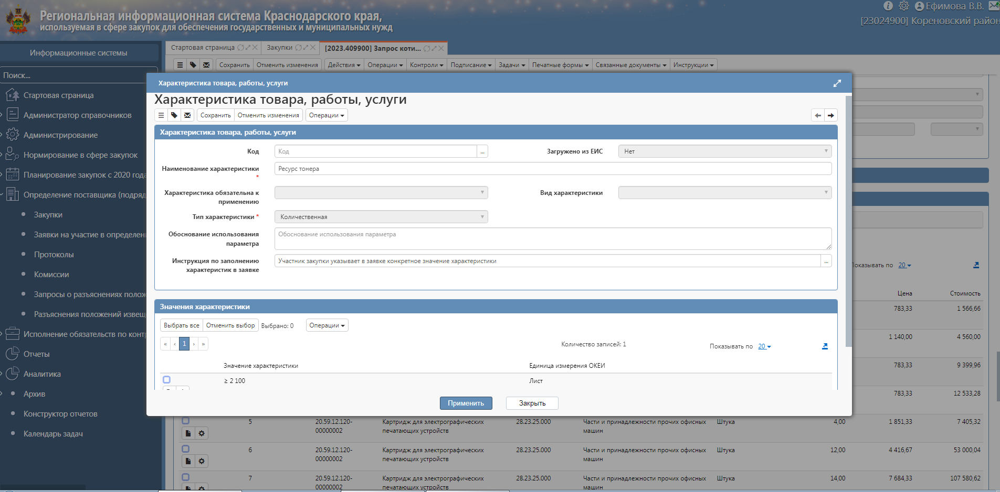 Региональная информационная система Краснодарского края,
используемая в сфере закупок для обеспечения государственных и муниципальных нужд
Ефимова В.В.
[23024900] Кореновский район
Информационные системы
Поиск...
Стартовая страница
Администратор справочников
Администрирование
Нормирование в сфере закупок
Планирование закупок с 2020 года
Определение поставщика (подряд
Закупки
Заявки на участие в определен
Протоколы
Комиссии
Запросы о разъяснениях полож
Разъяснения положений извещ
Исполнение обязательств по конт
Отчеты
Аналитика
Архив
Конструктор отчетов
Календарь задач
Стартовая страница
Закупки
[2023.409900] Запрос коти...
Сохранить Отменить изменения Действия Операции Контроли Подписание Задачи Печатные формы Связанные документы Инструкции
Характеристика товара, работы, услуги
Характеристика товара, работы, услуги
Сохранить Отменить изменения Операции
Характеристика товара, работы, услуги
Код Код ... Загружено из ЕИС Нет
Наименование характеристики * Ресурс тонера
Характеристика обязательна к применению Вид характеристики
Тип характеристики * Количественная
Обоснование использования параметра Обоснование использования параметра
Инструкция по заполнению характеристик в заявке Участник закупки указывает в заявке конкретное значение характеристики ...
Значения характеристики
Выбрать все Отменить выбор Выбрано: 0 Операции
« ‹ 1 › » Количество записей: 1 Показывать по 20
Значение характеристики Единица измерения ОКЕИ
≥ 2 100 Лист
Применить Закрыть
Показывать по 20
Цена Стоимость
783,33 1 566,66
1 140,00 4 560,00
783,33 9 399,96
783,33 12 533,28
5 20.59.12.120- Картридж для электрографических 28.23.25.000 Части и принадлежности прочих офисных Штука 4,00 1 851,33 7 405,32
00000002 печатающих устройств машин
6 20.59.12.120- Картридж для электрографических 28.23.25.000 Части и принадлежности прочих офисных Штука 12,00 4 416,67 53 000,04
00000002 печатающих устройств машин
7 20.59.12.120- Картридж для электрографических 28.23.25.000 Части и принадлежности прочих офисных Штука 14,00 7 684,33 107 580,62
00000002 печатающих устройств машин